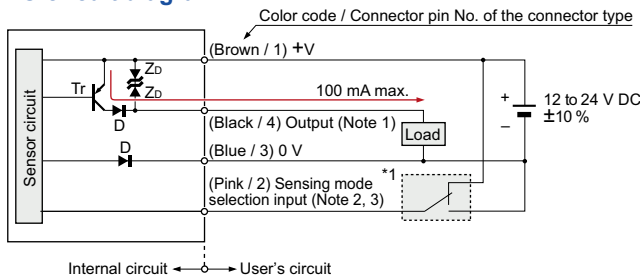 Color code / Connector pin No. of the connector type
(Brown / 1) +V
Tr
ZD
ZD
100 mA max.
+
12 to 24 V DC
±10 %
–
D
(Black / 4) Output (Note 1)
Load
Sensor circuit
D
(Blue / 3) 0 V
*1
(Pink / 2) Sensing mode
selection input (Note 2, 3)
Internal circuit
User's circuit